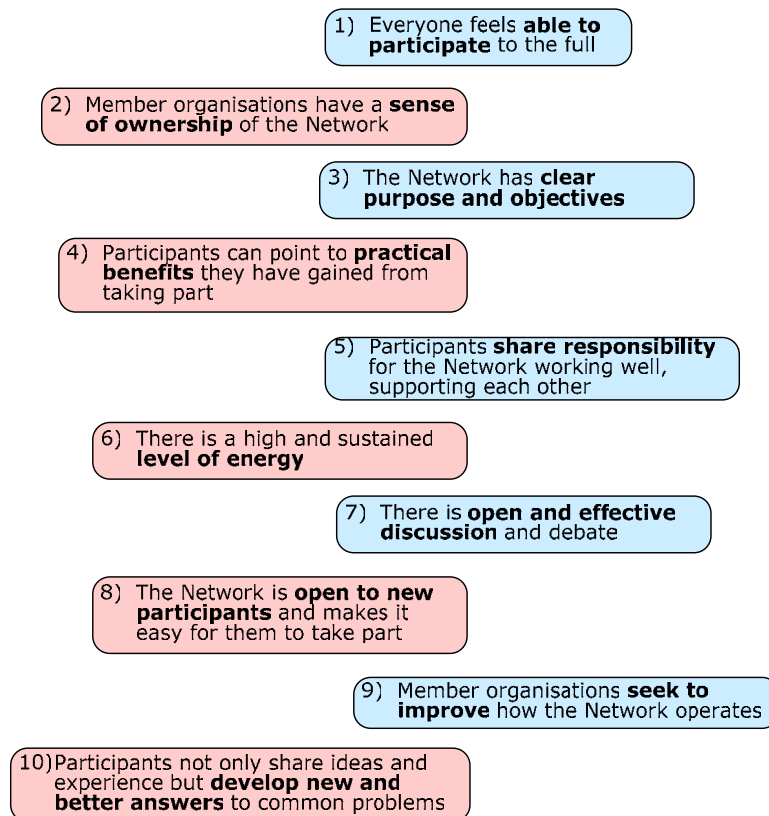 1) Everyone feels able to
participate to the full
2) Member organisations have a sense
of ownership of the Network
3) The Network has clear
purpose and objectives
4) Participants can point to practical
benefits they have gained from
taking part
5) Participants share responsibility
for the Network working well,
supporting each other
6) There is a high and sustained
level of energy
7) There is open and effective
discussion and debate
8) The Network is open to new
participants and makes it
easy for them to take part
9) Member organisations seek to
improve how the Network operates
10)Participants not only share ideas and
experience but develop new and
better answers to common problems